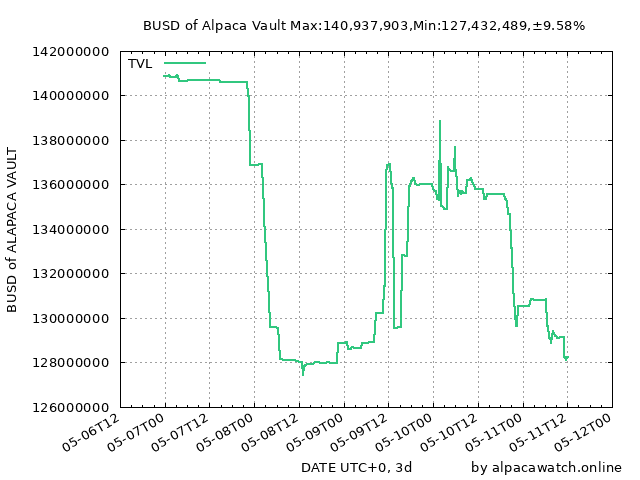 BUSD of Alpaca Vault Max:140,937,903,Min:127,432,489,±9.58%
TVL
142000000
140000000
138000000
136000000
134000000
132000000
130000000
128000000
126000000
BUSD of ALAPACA VAULT
05-06T12
05-07T00
05-07T12
05-08T00
05-08T12
05-09T00
05-09T12
05-10T00
05-10T12
05-11T00
05-11T12
05-12T00
DATE UTC+0, 3d
by alpacawatch.online